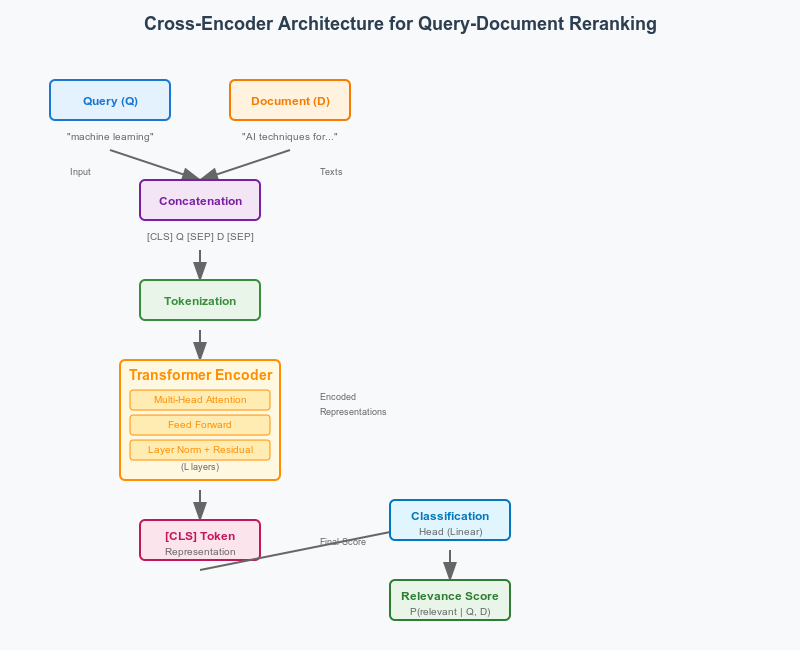 Cross-Encoder Architecture for Query-Document Reranking
Query (Q)
Document (D)
"machine learning"
"AI techniques for..."
Input
Texts
Concatenation
[CLS] Q [SEP] D [SEP]
Tokenization
Transformer Encoder
Multi-Head Attention
Feed Forward
Layer Norm + Residual
(L layers)
Encoded
Representations
[CLS] Token
Representation
Final Score
Classification
Head (Linear)
Relevance Score
P(relevant | Q, D)